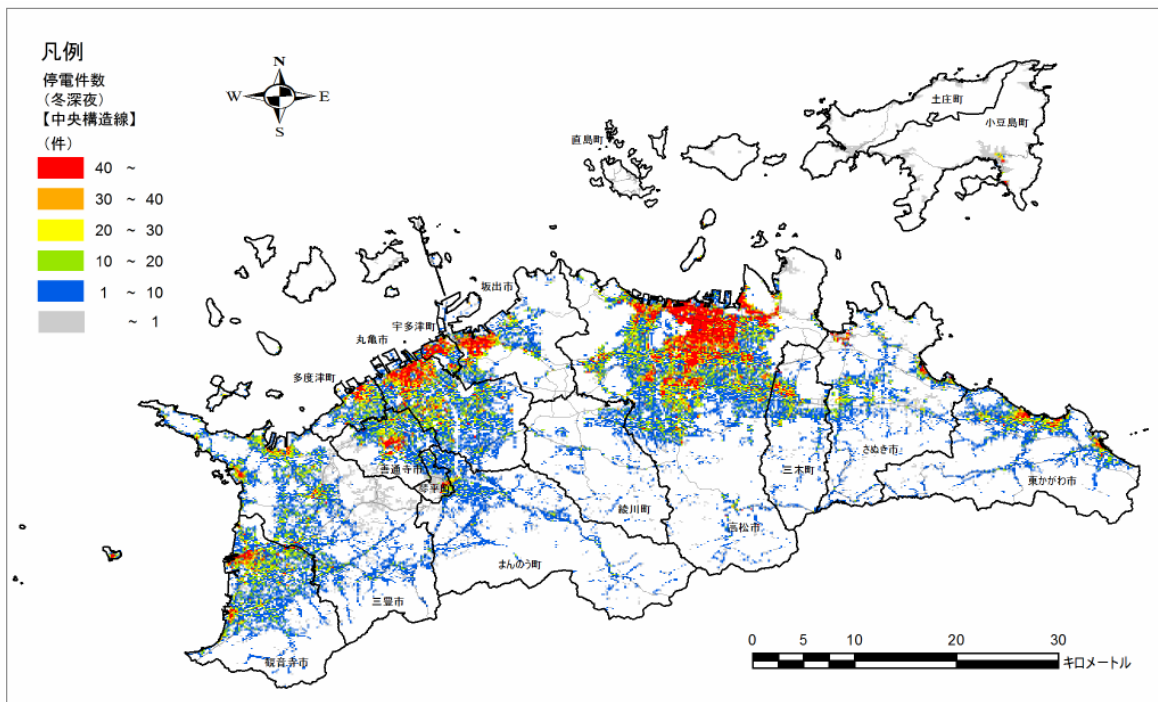 凡例
停電件数
(冬深夜)
【中央構造線】
(件)
40 ~
30 ~ 40
20 ~ 30
10 ~ 20
1 ~ 10
~ 1
N
W
E
S
土庄町
小豆島町
直島町
坂出市
宇多津町
丸亀市
多度津町
善通寺市
琴平町
さぬき市
三木町
東かがわ市
綾川町
高松市
まんのう町
三豊市
観音寺市
0 5 10 20 30
キロメートル